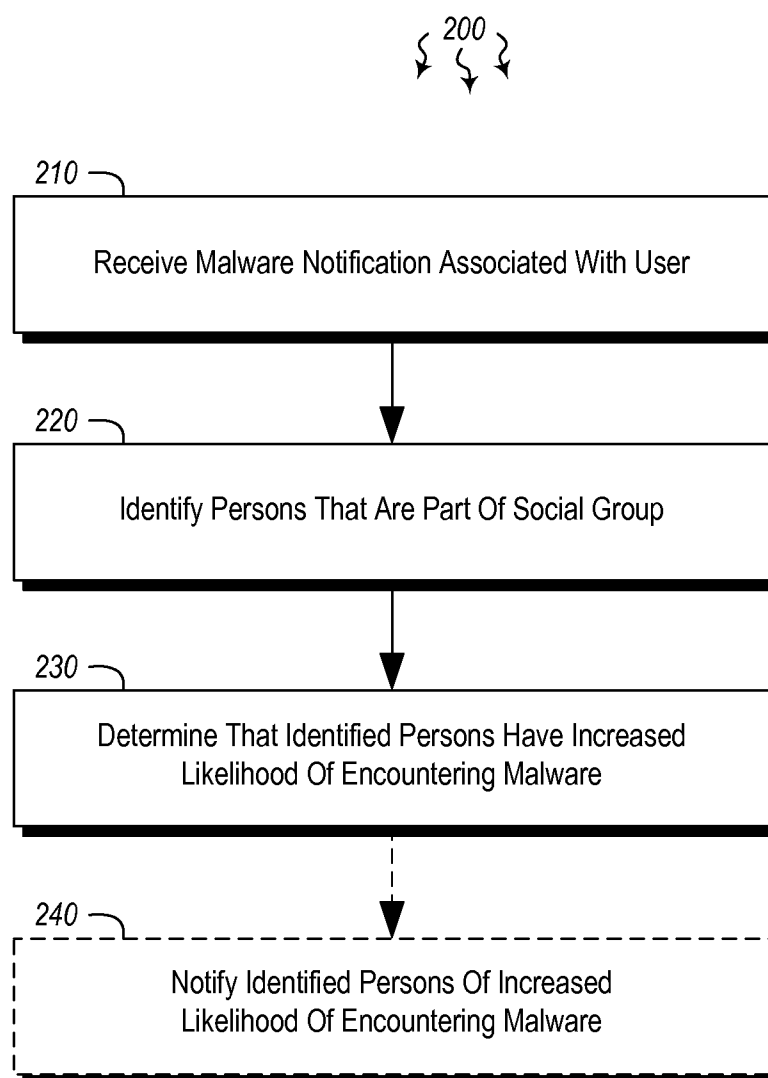 200
210
Receive Malware Notification Associated With User
220
Identify Persons That Are Part Of Social Group
230
Determine That Identified Persons Have Increased
Likelihood Of Encountering Malware
240
Notify Identified Persons Of Increased
Likelihood Of Encountering Malware